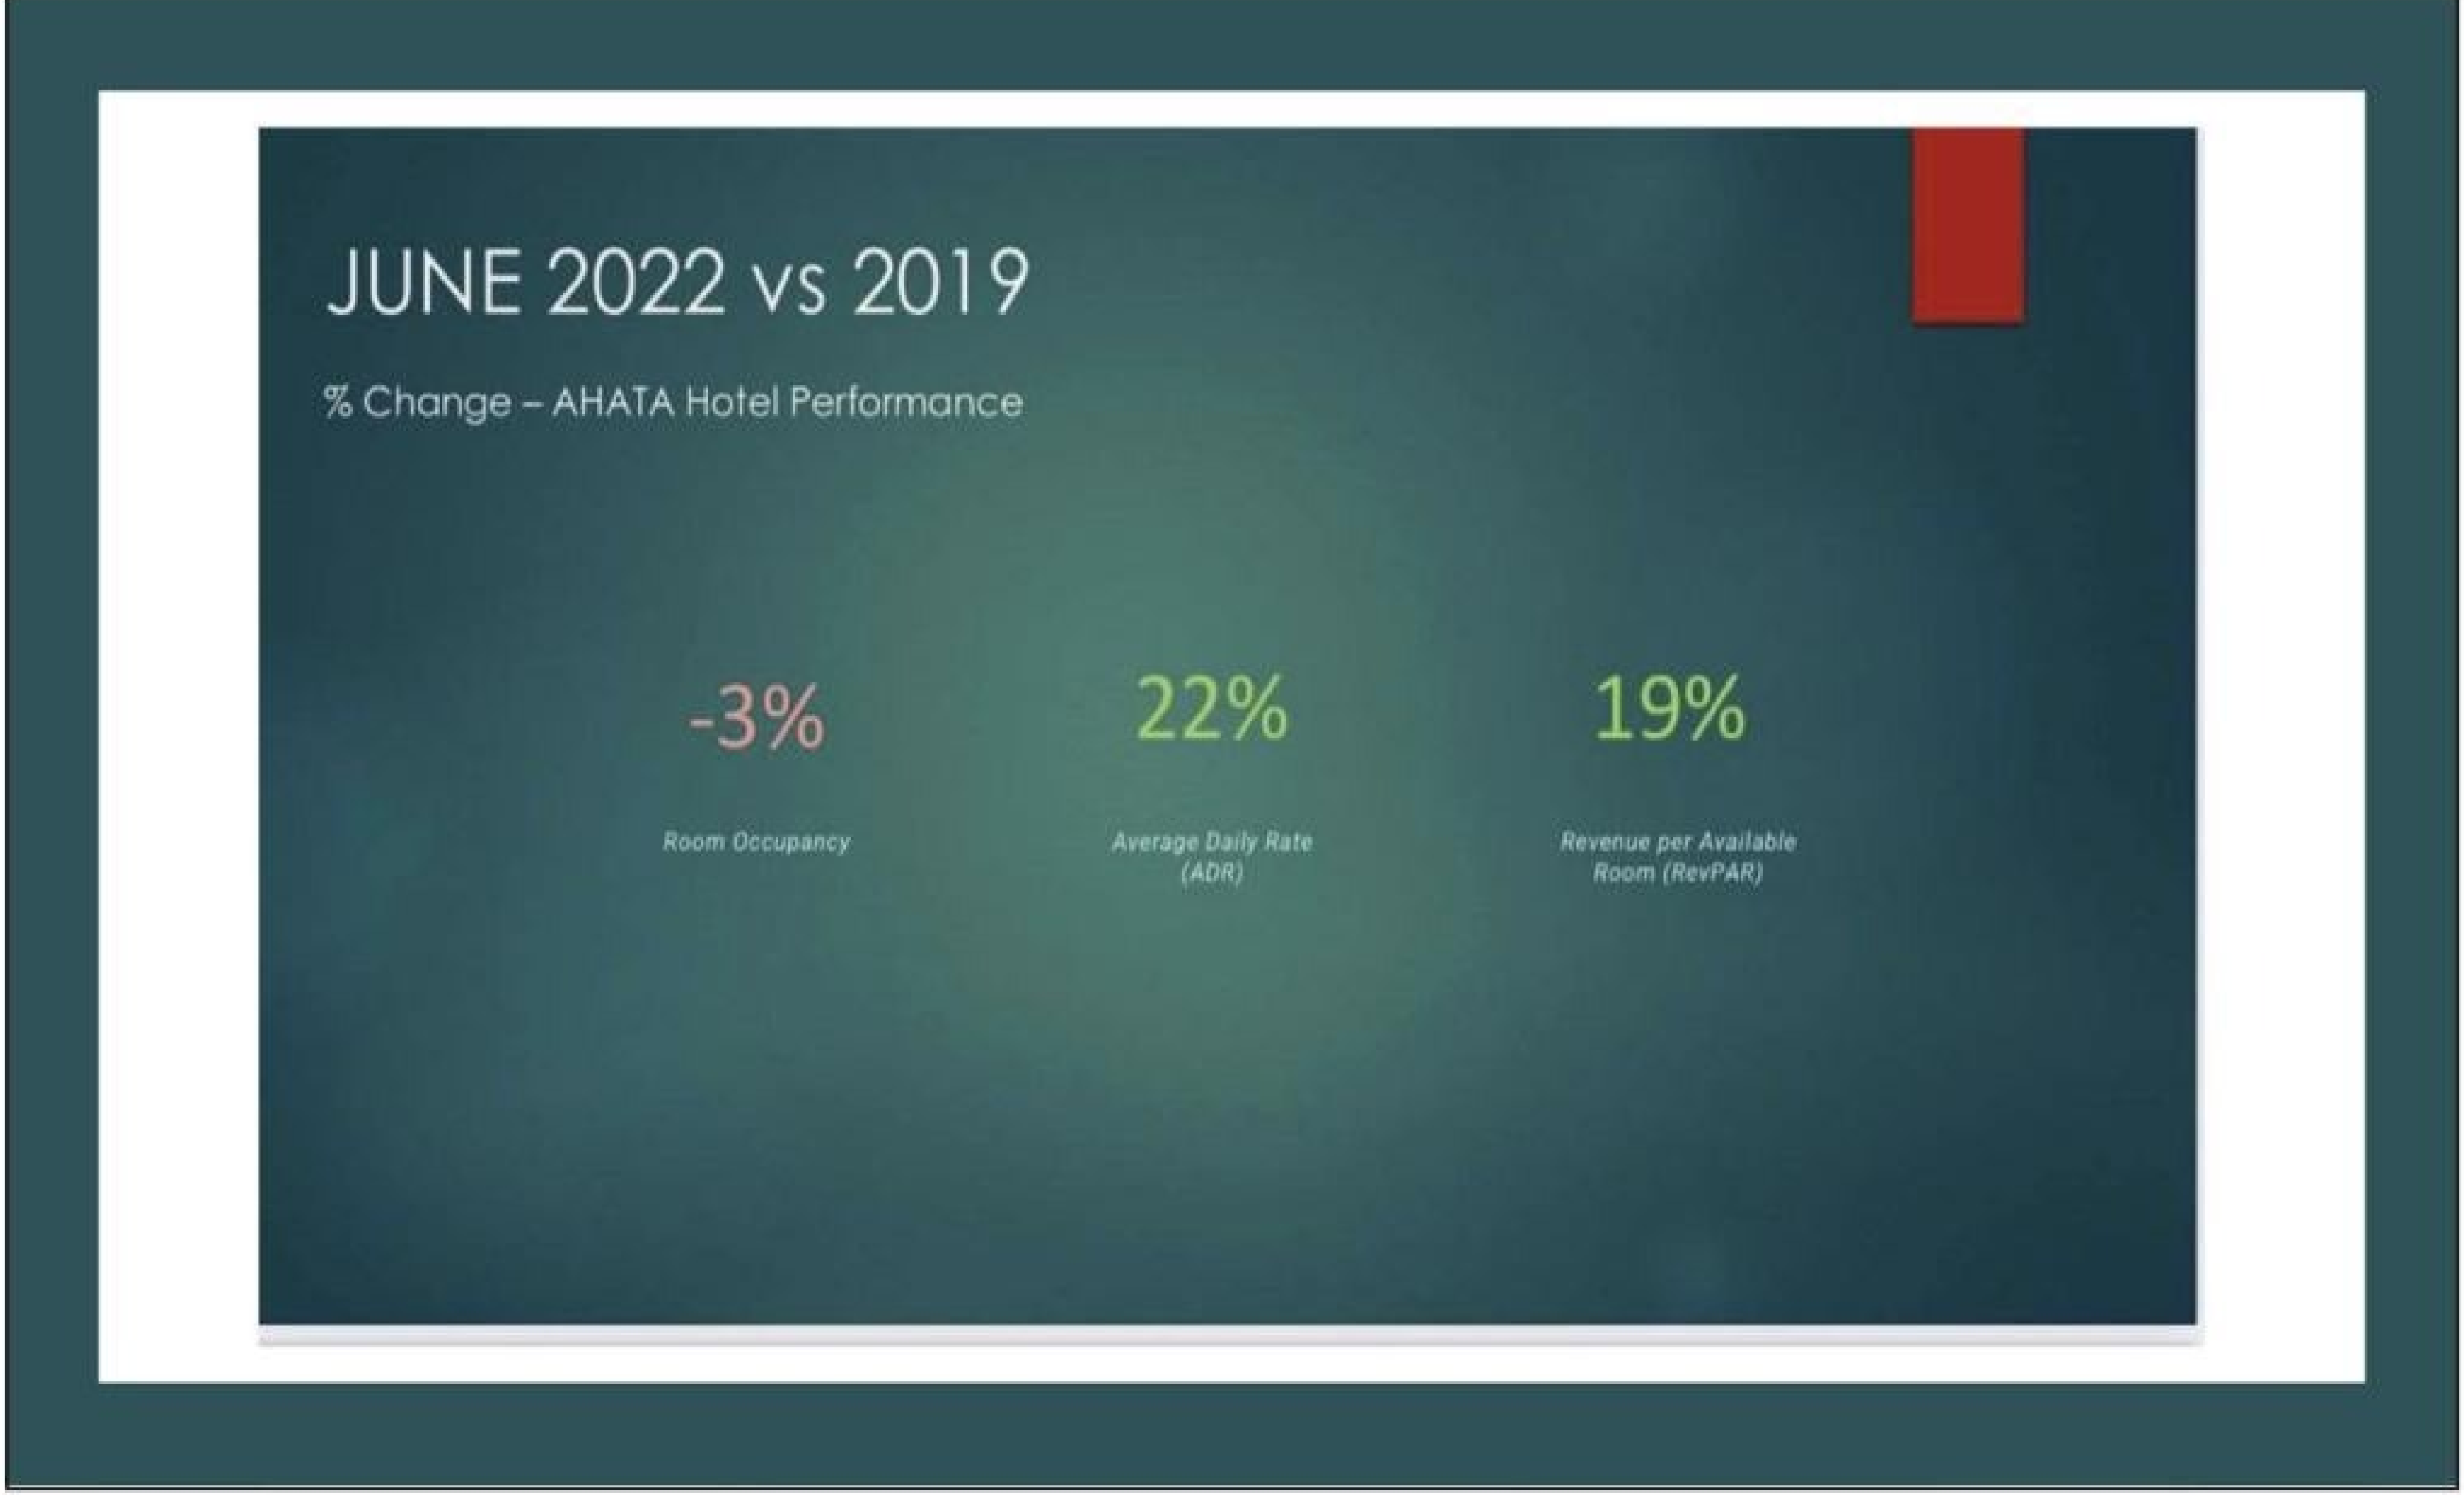 JUNE 2022 vs 2019
% Change – AHATA Hotel Performance
-3%
22%
19%
Room Occupancy
Average Daily Rate
(ADR)
Revenue per Available
Room (RevPAR)